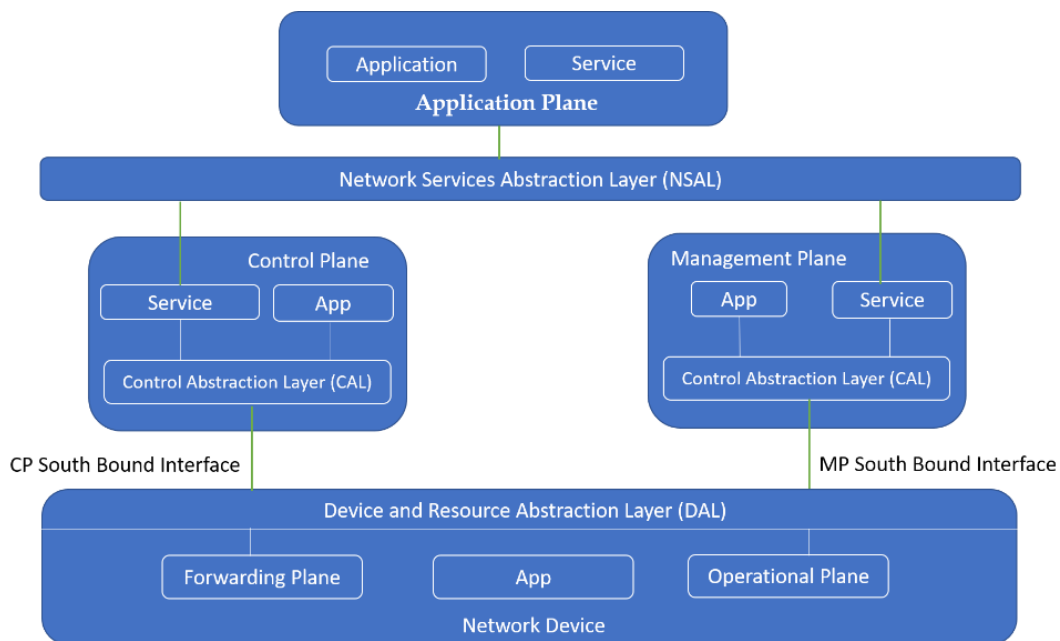 Application
Service
Application Plane
Network Services Abstraction Layer (NSAL)
Control Plane
Service
App
Control Abstraction Layer (CAL)
Management Plane
App
Service
Control Abstraction Layer (CAL)
CP South Bound Interface
MP South Bound Interface
Device and Resource Abstraction Layer (DAL)
Forwarding Plane
App
Operational Plane
Network Device